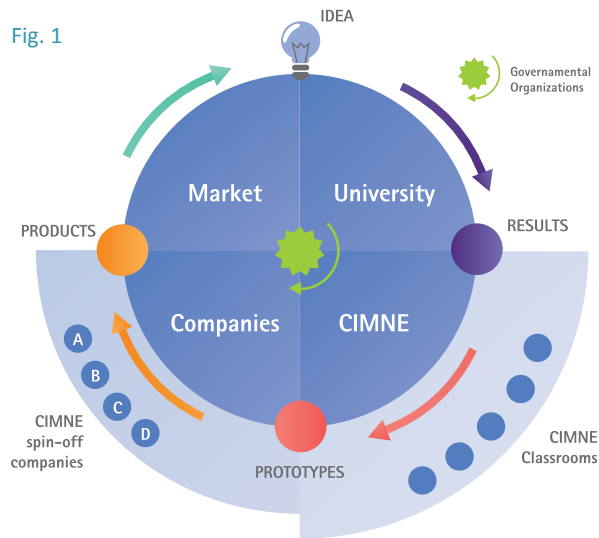 IDEA
Fig. 1
Governamental
Organizations
Market
University
PRODUCTS
RESULTS
Companies
CIMNE
A
B
C
D
CIMNE
spin-off
companies
CIMNE
Classrooms
PROTOTYPES